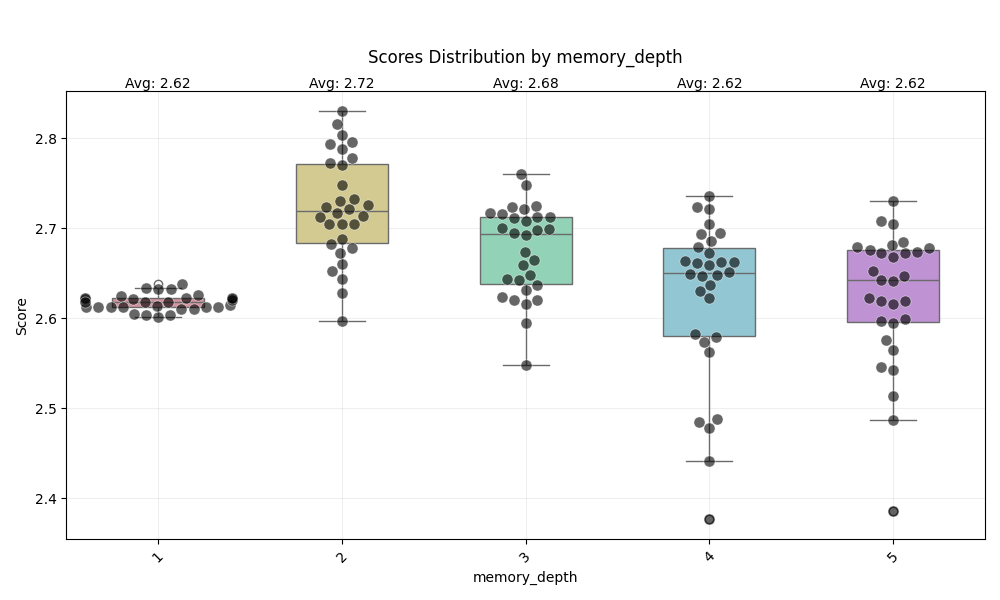 Scores Distribution by memory_depth
Avg: 2.62 Avg: 2.72 Avg: 2.68 Avg: 2.62 Avg: 2.62
2.8
2.7
2.6
2.5
2.4
Score
1 2 3 4 5
memory_depth